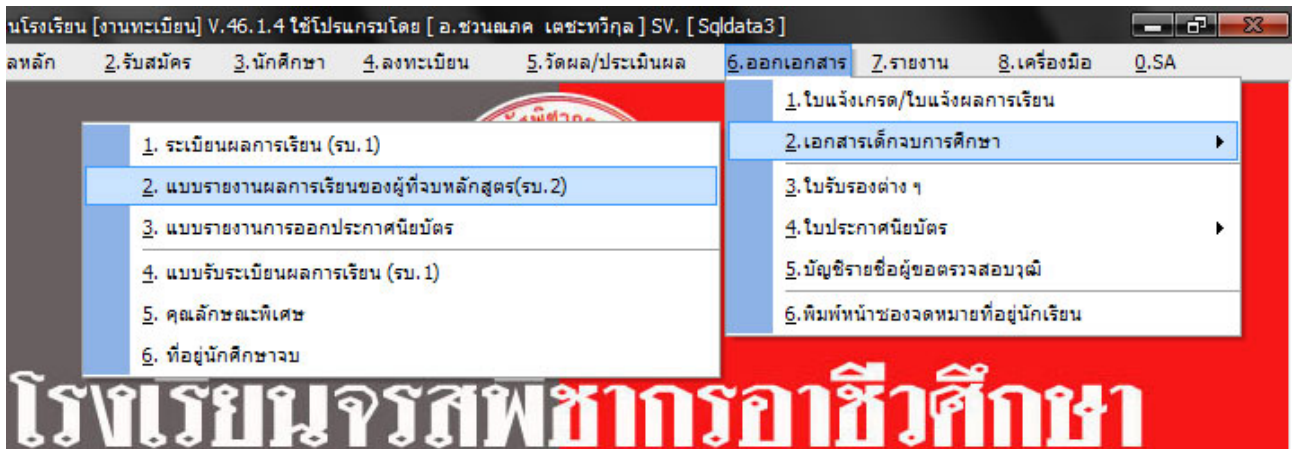 นโรงเรียน [งานทะเบียน] V.46.1.4 ใช้โปรแกรมโดย [ อ.ชวนณภค เตชะทวีกุล ] SV. [ Sqldata3 ]
ลหลัก 2.รับสมัคร 3.นักศึกษา 4.ลงทะเบียน 5.วัดผล/ประเมินผล 6.ออกเอกสาร 7.รายงาน 8.เครื่องมือ 0.SA
1.ใบแจ้งเกรด/ใบแจ้งผลการเรียน
2.เอกสารเด็กจบการศึกษา
3.ใบรับรองต่าง ๆ
4.ใบประกาศนียบัตร
5.บัญชีรายชื่อผู้ขอตรวจสอบวุฒิ
6.พิมพ์หน้าซองจดหมายที่อยู่นักเรียน
1. ระเบียนผลการเรียน (รบ.1)
2. แบบรายงานผลการเรียนของผู้ที่จบหลักสูตร(รบ.2)
3. แบบรายงานการออกประกาศนียบัตร
4. แบบรับระเบียนผลการเรียน (รบ.1)
5. คุณลักษณะพิเศษ
6. ที่อยู่นักศึกษาจบ
โรงเรียนจรสพิชากรอาชีวศึกษา